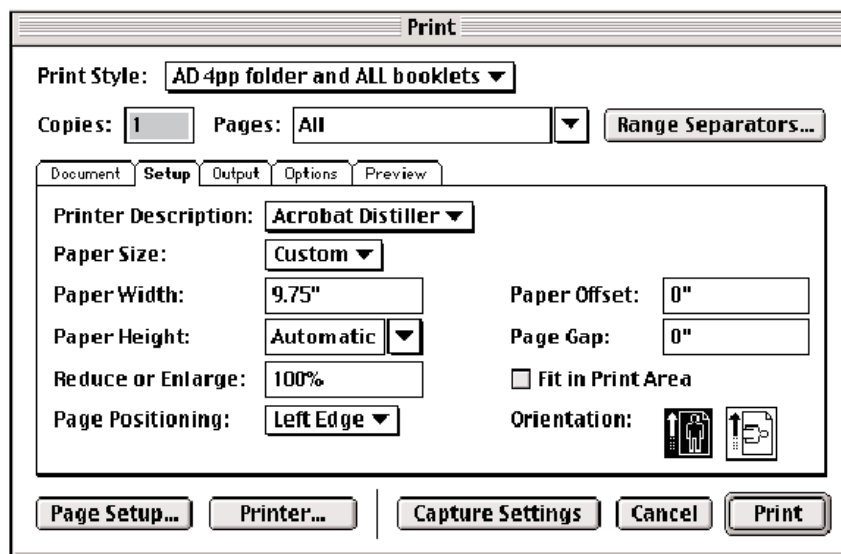 Print
Print Style: AD 4pp folder and ALL booklets
Copies: 1 Pages: All Range Separators...
Document Setup Output Options Preview
Printer Description: Acrobat Distiller
Paper Size: Custom
Paper Width: 9.75" Paper Offset: 0"
Paper Height: Automatic Page Gap: 0"
Reduce or Enlarge: 100% Fit in Print Area
Page Positioning: Left Edge Orientation:
Page Setup... Printer... Capture Settings Cancel Print